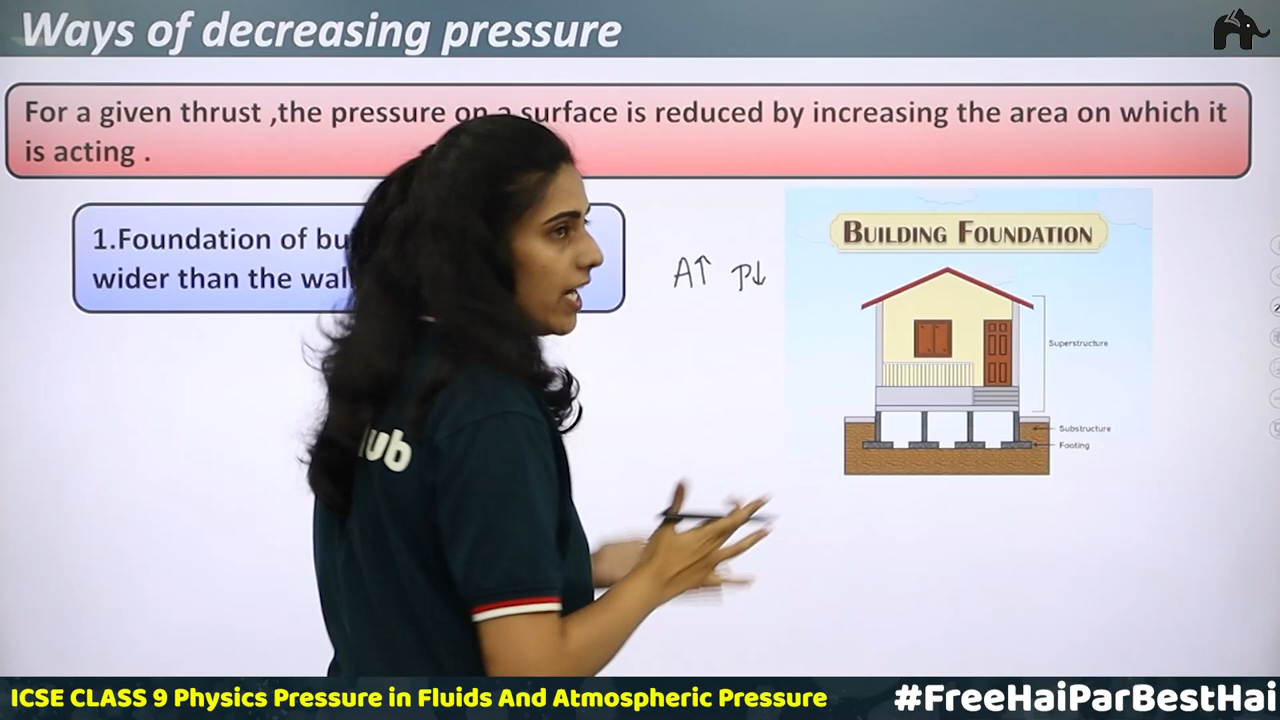 Ways of decreasing pressure
For a given thrust ,the pressure on a surface is reduced by increasing the area on which it
is acting .
1.Foundation of bu
wider than the wal
A↑ P↓
BUILDING FOUNDATION
Superstructure
Substructure
Footing
ub
ICSE CLASS 9 Physics Pressure in Fluids And Atmospheric Pressure
#FreeHaiParBestHai